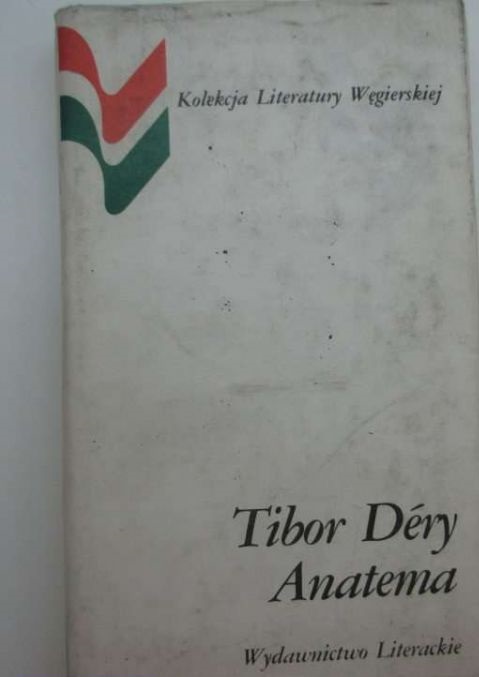 Kolekcja Literatury Węgierskiej
Tibor Déry
Anatema
Wydawnictwo Literackie